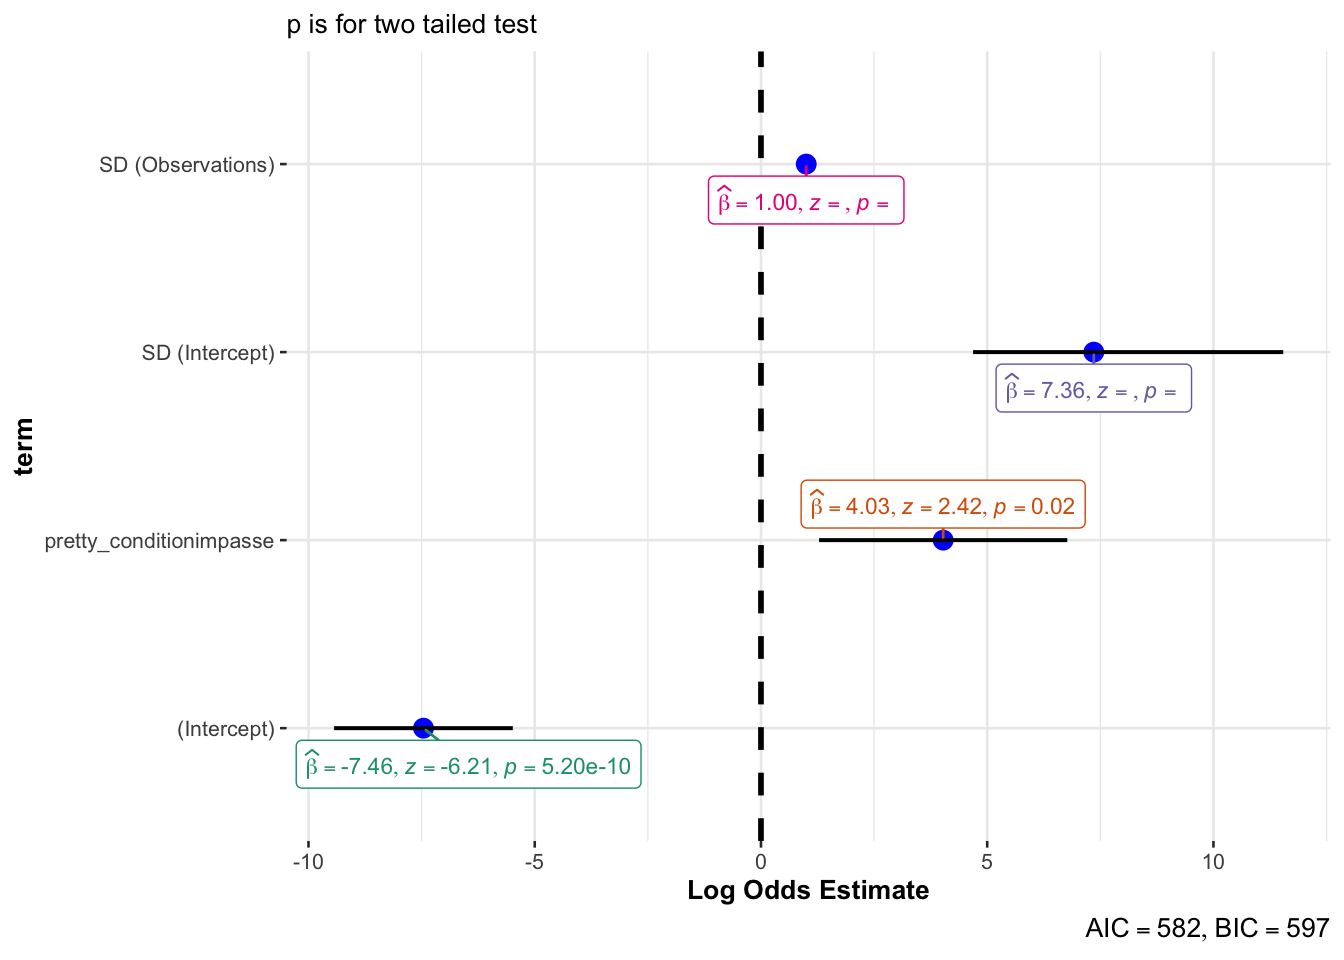 p is for two tailed test
SD (Observations)
β̂ = 1.00, z = , p =
SD (Intercept)
β̂ = 7.36, z = , p =
β̂ = 4.03, z = 2.42, p = 0.02
pretty_conditionimpasse
(Intercept)
β̂ = -7.46, z = -6.21, p = 5.20e-10
term
-10 -5 0 5 10
Log Odds Estimate
AIC = 582, BIC = 597